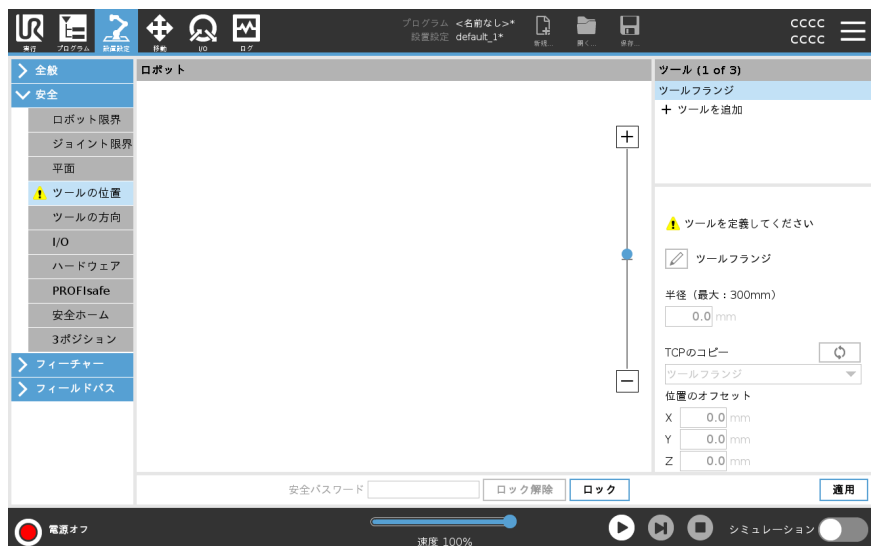 プログラム <名前なし>*
設置設定 default_1*
cccc
cccc
実行 プログラム 設置設定 移動 I/O ログ
新規... 開く... 保存...
全般
安全
ロボット限界
ジョイント限界
平面
ツールの位置
ツールの方向
I/O
ハードウェア
PROFIsafe
安全ホーム
3ポジション
フィーチャー
フィールドバス
ロボット
ツール (1 of 3)
ツールフランジ
+ ツールを追加
ツールを定義してください
ツールフランジ
半径（最大：300mm）
0.0 mm
TCPのコピー
ツールフランジ
位置のオフセット
X 0.0 mm
Y 0.0 mm
Z 0.0 mm
安全パスワード ロック解除 ロック
適用
電源オフ
速度 100%
シミュレーション